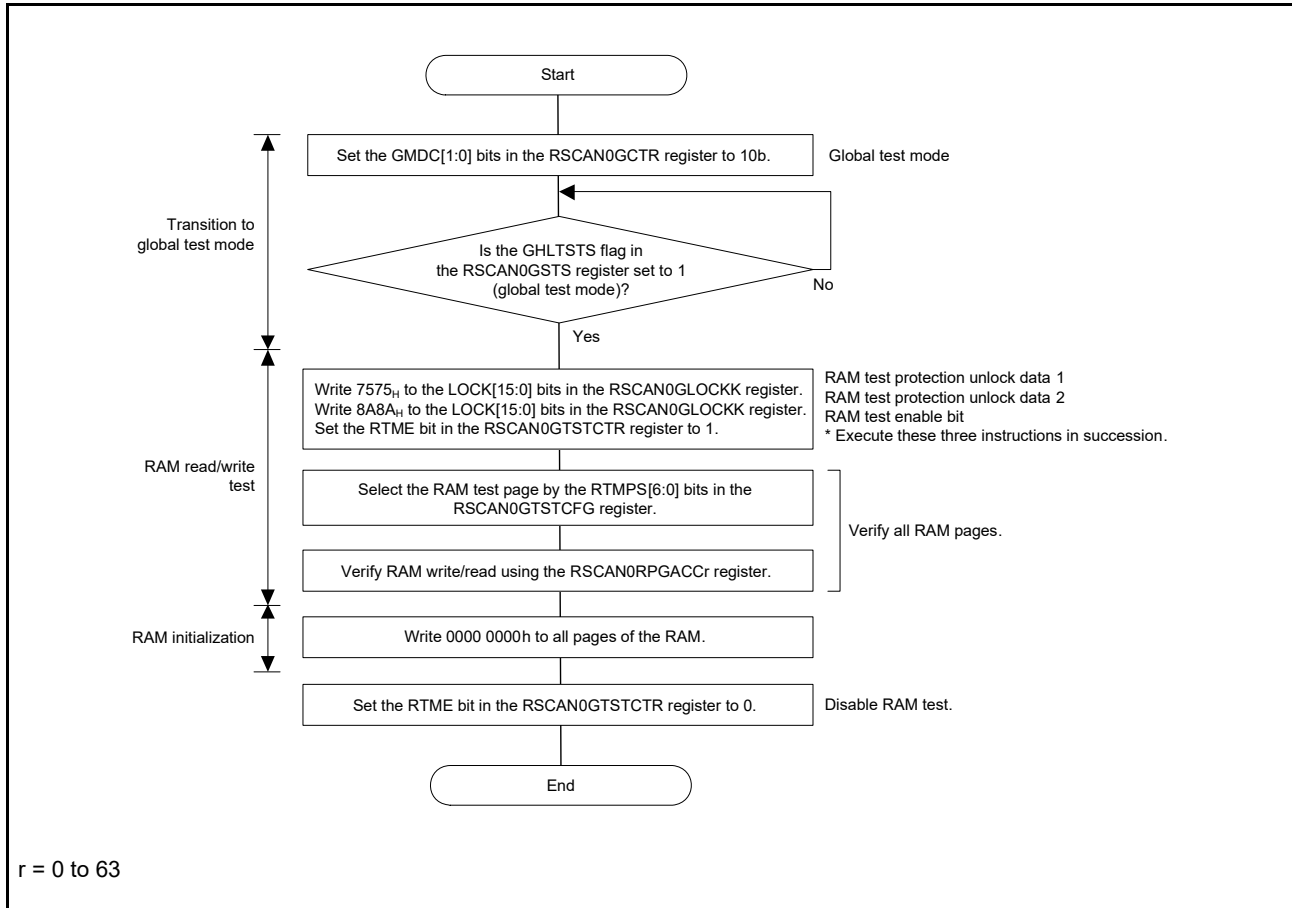 Start
Set the GMDC[1:0] bits in the RSCAN0GCTR register to 10b.
Global test mode
Transition to
global test mode
Is the GHLTSTS flag in
the RSCAN0GSTS register set to 1
(global test mode)?
No
Yes
Write 7575H to the LOCK[15:0] bits in the RSCAN0GLOCKK register.
Write 8A8AH to the LOCK[15:0] bits in the RSCAN0GLOCKK register.
Set the RTME bit in the RSCAN0GTSTCTR register to 1.
RAM test protection unlock data 1
RAM test protection unlock data 2
RAM test enable bit
* Execute these three instructions in succession.
RAM read/write
test
Select the RAM test page by the RTMPS[6:0] bits in the
RSCAN0GTSTCFG register.
Verify all RAM pages.
Verify RAM write/read using the RSCAN0RPGACCr register.
RAM initialization
Write 0000 0000h to all pages of the RAM.
Set the RTME bit in the RSCAN0GTSTCTR register to 0.
Disable RAM test.
End
r = 0 to 63